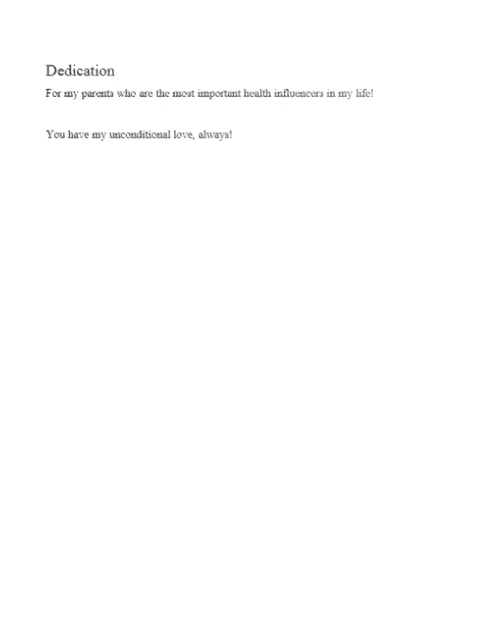 Dedication
For my parents who are the most important health influencers in my life!
You have my unconditional love, always!